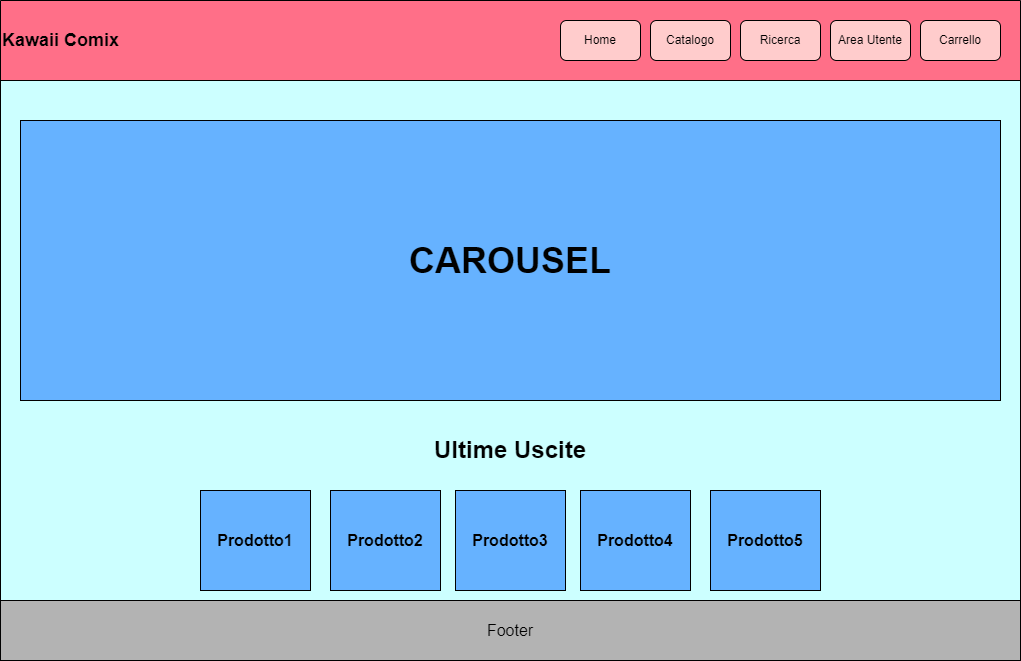 Kawaii Comix
Home
Catalogo
Ricerca
Area Utente
Carrello
CAROUSEL
Ultime Uscite
Prodotto1
Prodotto2
Prodotto3
Prodotto4
Prodotto5
Footer